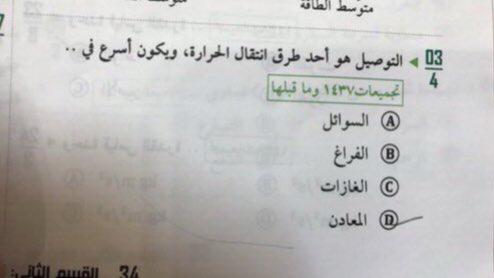 متوسط الطاقة
03
4
التوصيل هو أحد طرق انتقال الحرارة، ويكون أسرع في ..
تجميعات ١٤٣٧ وما قبلها
A السوائل
B الفراغ
C الغازات
D المعادن
34 القسم الثاني: